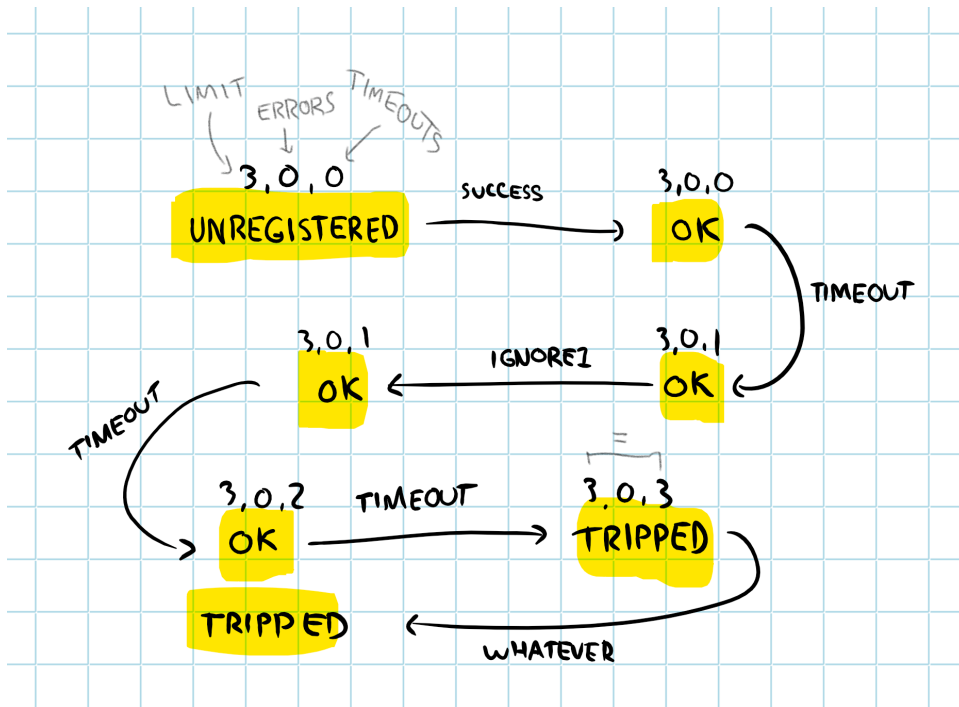 LIMIT
ERRORS
TIMEOUTS
3,0,0
UNREGISTERED
SUCCESS
3,0,0
OK
TIMEOUT
3,0,1
OK
IGNORE1
3,0,1
OK
TIMEOUT
3,0,2
OK
TIMEOUT
=
3,0,3
TRIPPED
WHATEVER
TRIPPED